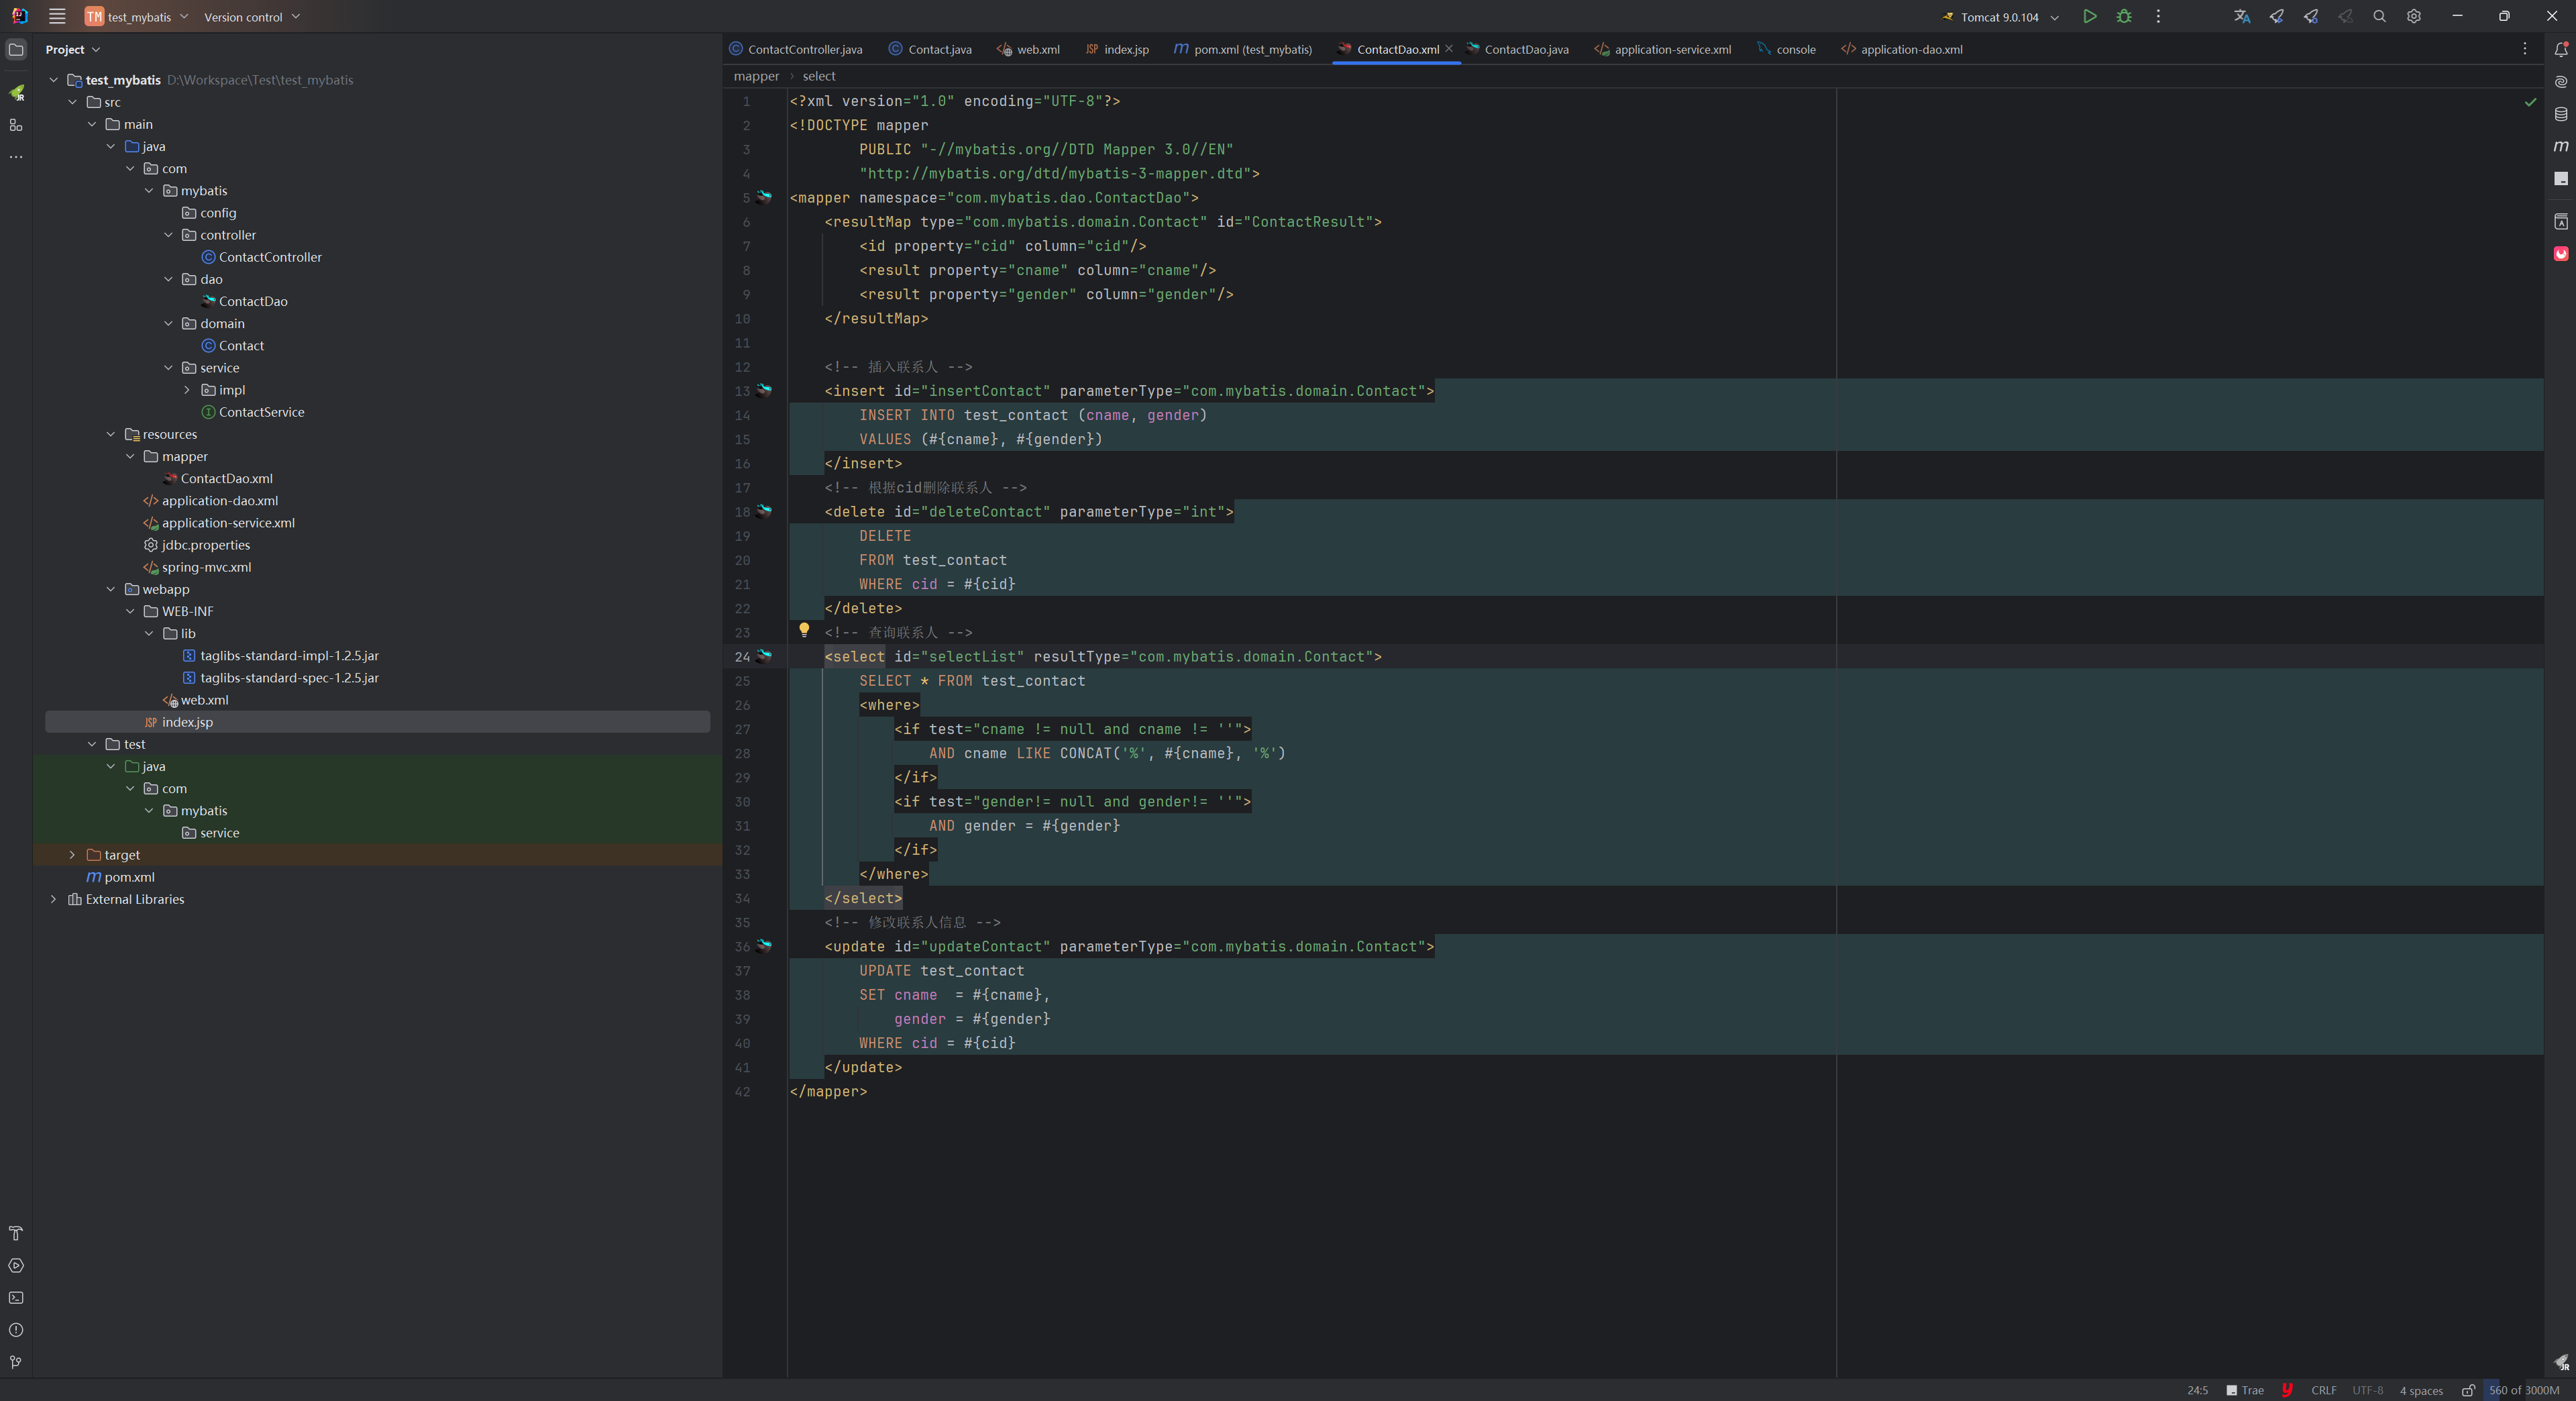 TM test_mybatis Version control Tomcat 9.0.104
Project
ContactController.java Contact.java web.xml JSP index.jsp m pom.xml (test_mybatis) ContactDao.xml ContactDao.java application-service.xml console application-dao.xml
mapper > select
test_mybatis D:\Workspace\Test\test_mybatis
src
main
java
com
mybatis
config
controller
ContactController
dao
ContactDao
domain
Contact
service
impl
ContactService
resources
mapper
ContactDao.xml
application-dao.xml
application-service.xml
jdbc.properties
spring-mvc.xml
webapp
WEB-INF
lib
taglibs-standard-impl-1.2.5.jar
taglibs-standard-spec-1.2.5.jar
web.xml
JSP index.jsp
test
java
com
mybatis
service
target
m pom.xml
External Libraries
1 <?xml version="1.0" encoding="UTF-8"?>
2 <!DOCTYPE mapper
3 PUBLIC "-//mybatis.org//DTD Mapper 3.0//EN"
4 "http://mybatis.org/dtd/mybatis-3-mapper.dtd">
5 <mapper namespace="com.mybatis.dao.ContactDao">
6 <resultMap type="com.mybatis.domain.Contact" id="ContactResult">
7 <id property="cid" column="cid"/>
8 <result property="cname" column="cname"/>
9 <result property="gender" column="gender"/>
10 </resultMap>
11
12 <!-- 插入联系人 -->
13 <insert id="insertContact" parameterType="com.mybatis.domain.Contact">
14 INSERT INTO test_contact (cname, gender)
15 VALUES (#{cname}, #{gender})
16 </insert>
17 <!-- 根据cid删除联系人 -->
18 <delete id="deleteContact" parameterType="int">
19 DELETE
20 FROM test_contact
21 WHERE cid = #{cid}
22 </delete>
23 <!-- 查询联系人 -->
24 <select id="selectList" resultType="com.mybatis.domain.Contact">
25 SELECT * FROM test_contact
26 <where>
27 <if test="cname != null and cname != ''">
28 AND cname LIKE CONCAT('%', #{cname}, '%')
29 </if>
30 <if test="gender!= null and gender!= ''">
31 AND gender = #{gender}
32 </if>
33 </where>
34 </select>
35 <!-- 修改联系人信息 -->
36 <update id="updateContact" parameterType="com.mybatis.domain.Contact">
37 UPDATE test_contact
38 SET cname  = #{cname},
39 gender = #{gender}
40 WHERE cid = #{cid}
41 </update>
42 </mapper>
24:5 Trae CRLF UTF-8 4 spaces 560 of 3000M